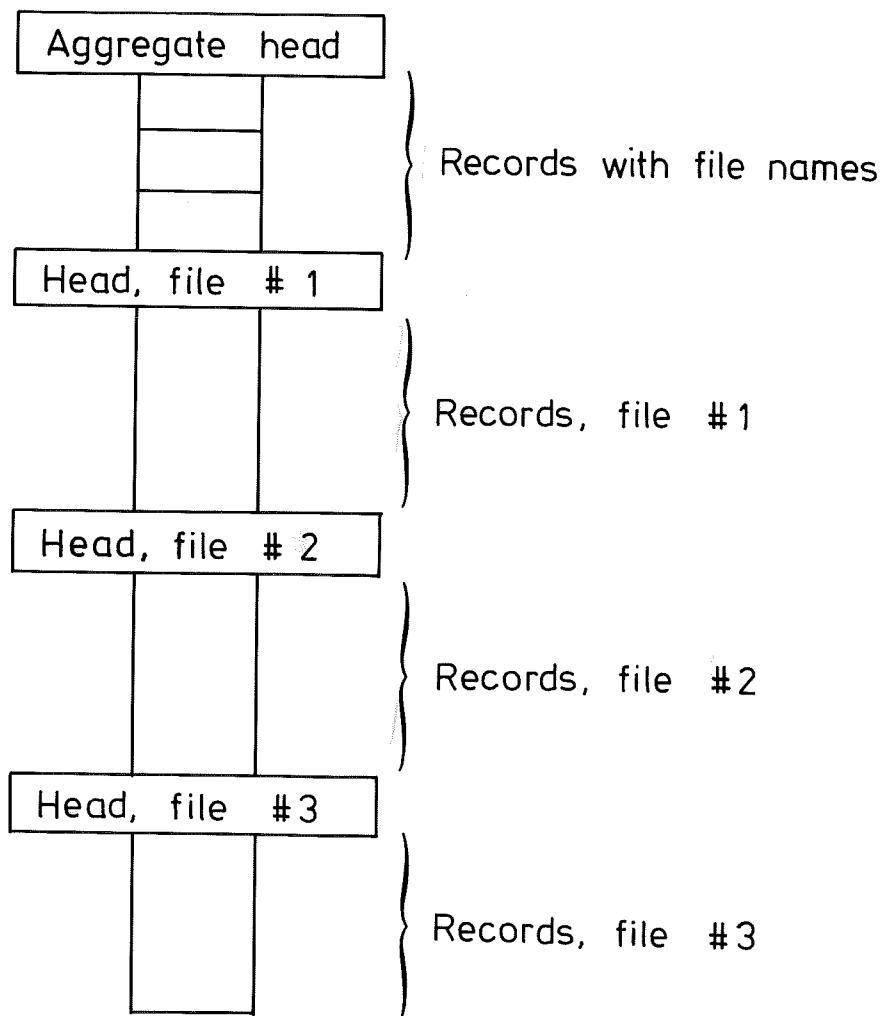 Aggregate head
Records with file names
Head, file # 1
Records, file #1
Head, file # 2
Records, file #2
Head, file #3
Records, file #3